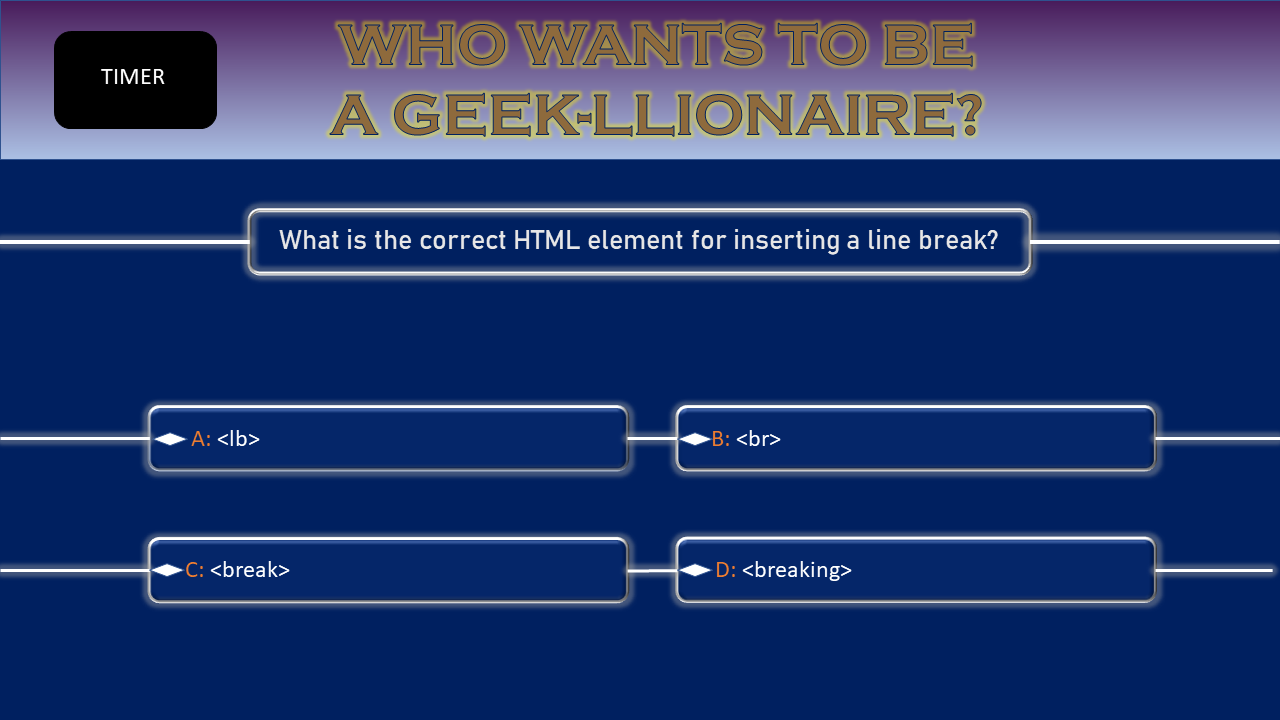 TIMER
WHO WANTS TO BE
A GEEK-LLIONAIRE?
What is the correct HTML element for inserting a line break?
A: <lb>
B: <br>
C: <break>
D: <breaking>